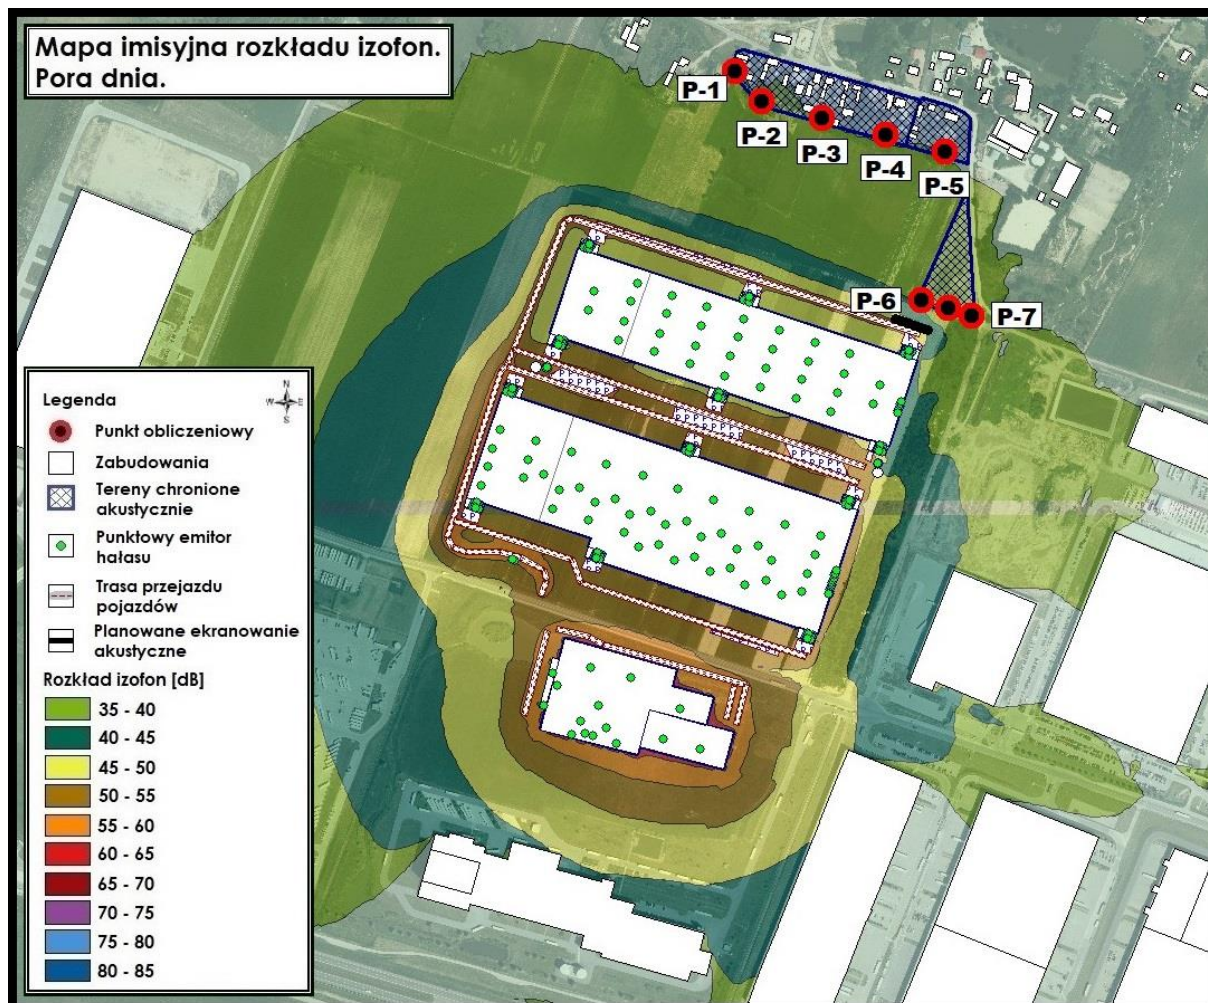 Mapa imisyjna rozkładu izofon.
Pora dnia.
P-1
P-2
P-3
P-4
P-5
P-6
P-7
Legenda
N
W E
S
Punkt obliczeniowy
Zabudowania
Tereny chronione
akustycznie
Punktowy emitor
hałasu
Trasa przejazdu
pojazdów
Planowane ekranowanie
akustyczne
Rozkład izofon [dB]
35 - 40
40 - 45
45 - 50
50 - 55
55 - 60
60 - 65
65 - 70
70 - 75
75 - 80
80 - 85